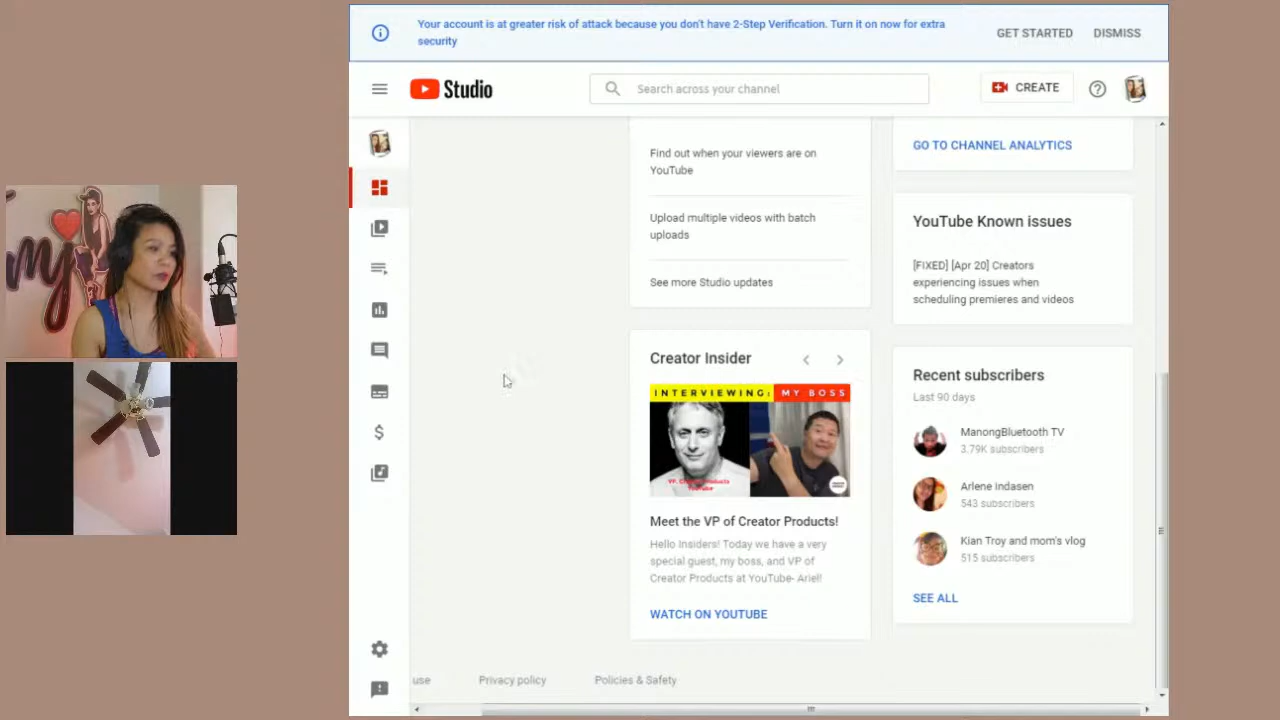 Your account is at greater risk of attack because you don't have 2-Step Verification. Turn it on now for extra
security
GET STARTED
DISMISS
Studio
Search across your channel
CREATE
mj
Find out when your viewers are on
YouTube
Upload multiple videos with batch
uploads
See more Studio updates
GO TO CHANNEL ANALYTICS
YouTube Known issues
[FIXED] [Apr 20] Creators
experiencing issues when
scheduling premieres and videos
Creator Insider
INTERVIEWING: MY BOSS
VP, Creator Products
YouTube
Meet the VP of Creator Products!
Hello Insiders! Today we have a very
special guest, my boss, and VP of
Creator Products at YouTube- Ariel!
WATCH ON YOUTUBE
Recent subscribers
Last 90 days
ManongBluetooth TV
3.79K subscribers
Arlene Indasen
543 subscribers
Kian Troy and mom's vlog
515 subscribers
SEE ALL
use
Privacy policy
Policies & Safety